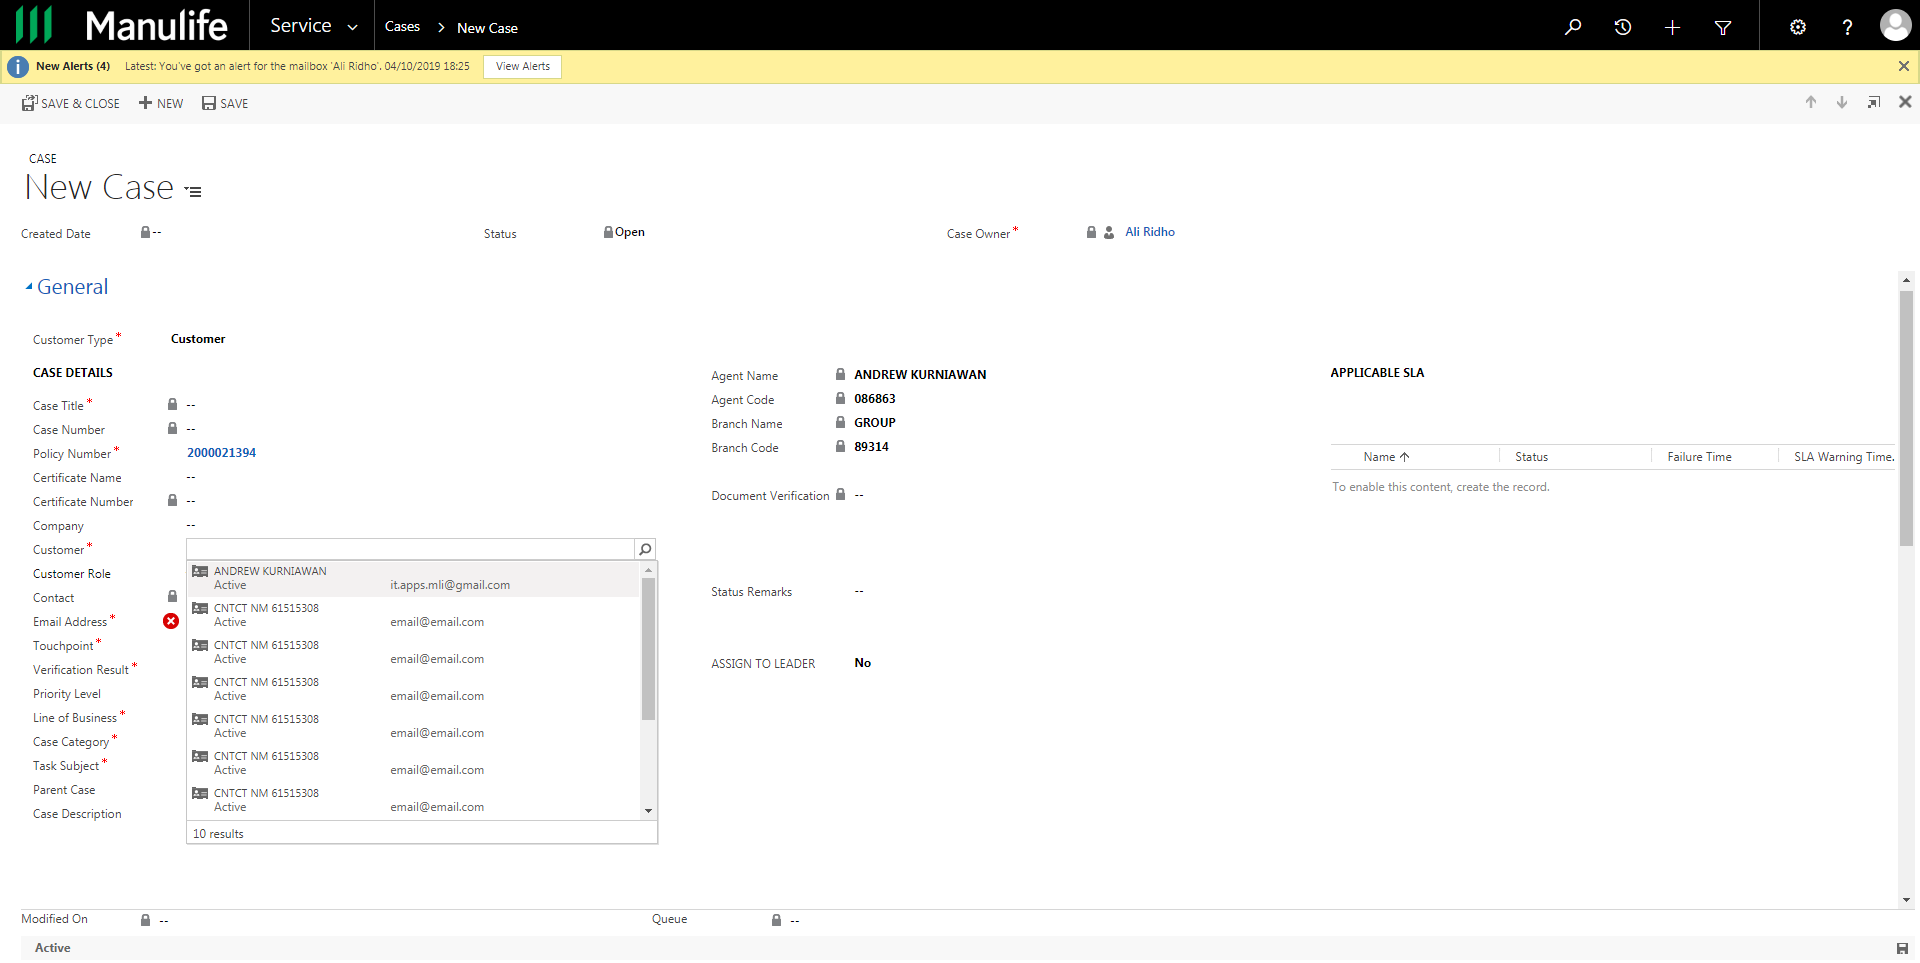 Manulife Service Cases New Case
New Alerts (4) Latest: You've got an alert for the mailbox 'Ali Ridho'. 04/10/2019 18:25 View Alerts
SAVE & CLOSE NEW SAVE
CASE
New Case
Created Date -- Status Open Case Owner* Ali Ridho
General
Customer Type* Customer
CASE DETAILS
Case Title* --
Case Number --
Policy Number* 2000021394
Certificate Name --
Certificate Number --
Company --
Customer*
Customer Role
Contact
Email Address*
Touchpoint*
Verification Result*
Priority Level
Line of Business*
Case Category*
Task Subject*
Parent Case
Case Description
ANDREW KURNIAWAN
Active it.apps.mli@gmail.com
CNTCT NM 61515308
Active email@email.com
CNTCT NM 61515308
Active email@email.com
CNTCT NM 61515308
Active email@email.com
CNTCT NM 61515308
Active email@email.com
CNTCT NM 61515308
Active email@email.com
CNTCT NM 61515308
Active email@email.com
10 results
Agent Name ANDREW KURNIAWAN
Agent Code 086863
Branch Name GROUP
Branch Code 89314
Document Verification --
Status Remarks --
ASSIGN TO LEADER No
APPLICABLE SLA
Name Status Failure Time SLA Warning Time.
To enable this content, create the record.
Modified On -- Queue --
Active